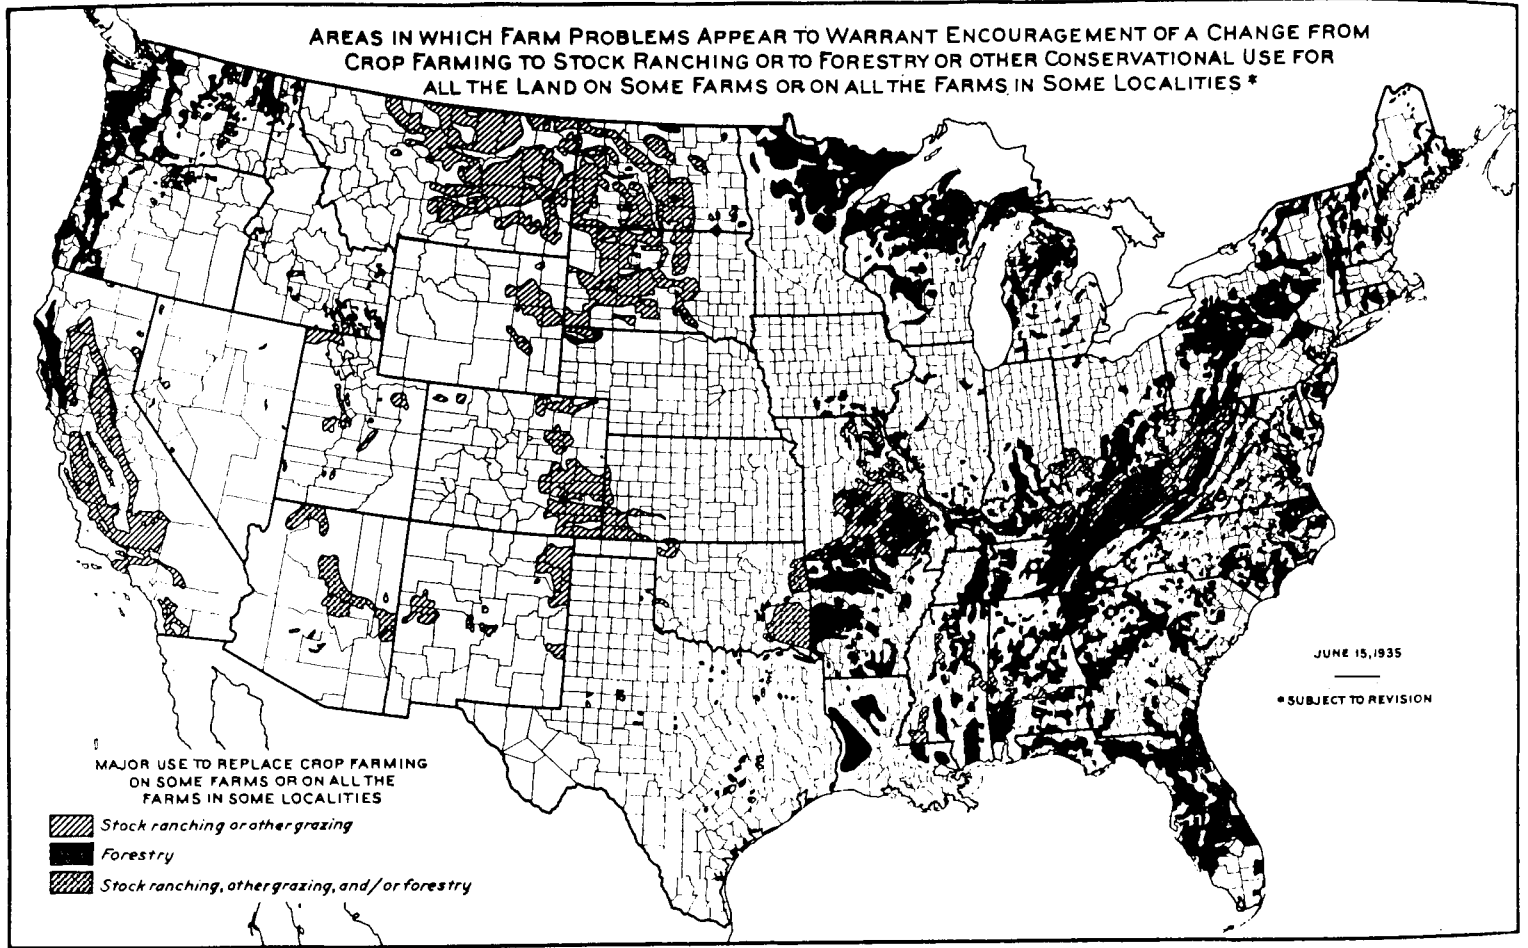 AREAS IN WHICH FARM PROBLEMS APPEAR TO WARRANT ENCOURAGEMENT OF A CHANGE FROM
CROP FARMING TO STOCK RANCHING OR TO FORESTRY OR OTHER CONSERVATIONAL USE FOR
ALL THE LAND ON SOME FARMS OR ON ALL THE FARMS IN SOME LOCALITIES *
JUNE 15, 1935
* SUBJECT TO REVISION
MAJOR USE TO REPLACE CROP FARMING
ON SOME FARMS OR ON ALL THE
FARMS IN SOME LOCALITIES
Stock ranching or other grazing
Forestry
Stock ranching, other grazing, and/or forestry